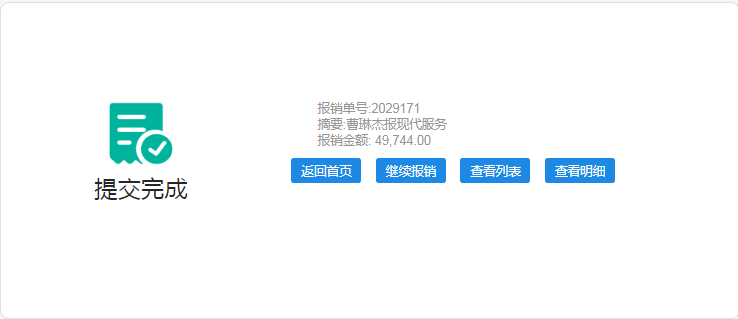 报销单号:2029171
摘要:曹琳杰报现代服务
报销金额: 49,744.00
返回首页 继续报销 查看列表 查看明细
提交完成